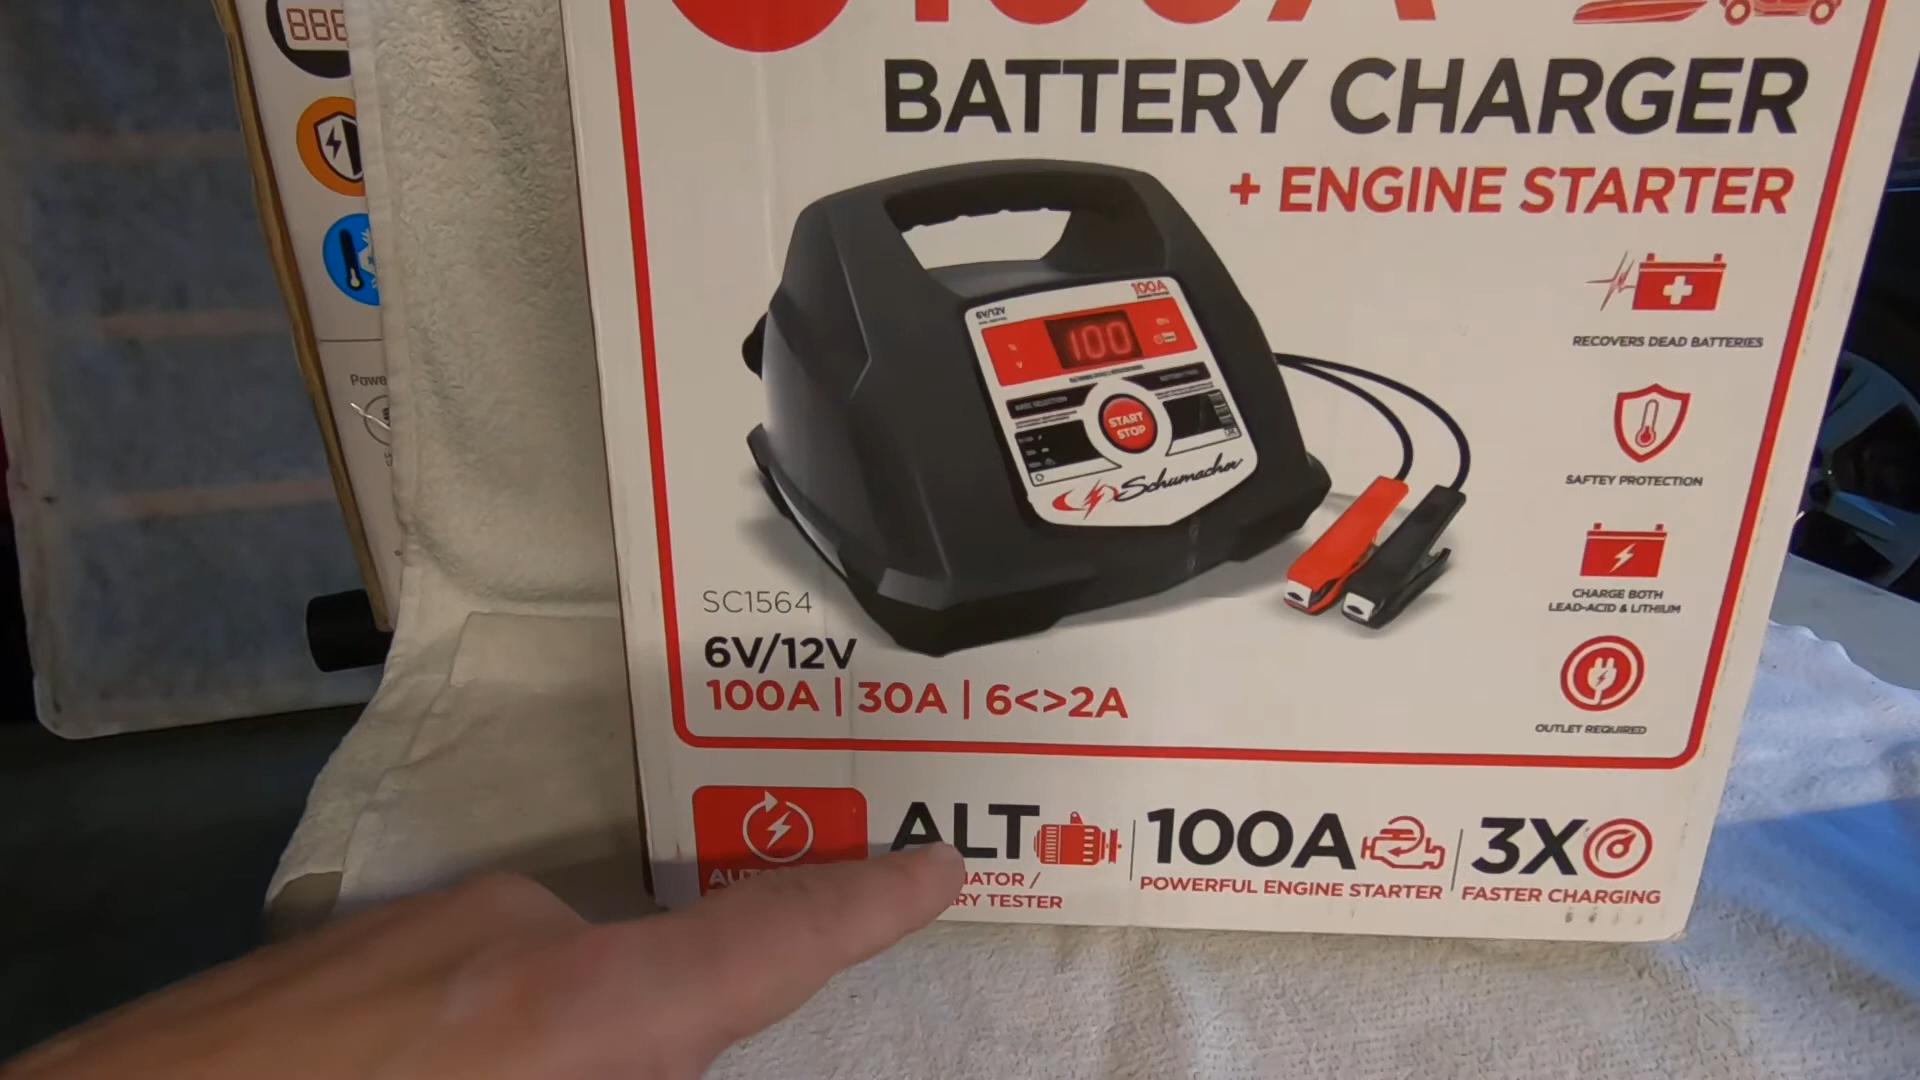 888
100A
BATTERY CHARGER
+ ENGINE STARTER
RECOVERS DEAD BATTERIES
SAFTEY PROTECTION
CHARGE BOTH
LEAD-ACID & LITHIUM
OUTLET REQUIRED
6V/12V
100A
100
START
STOP
Schumacher
SC1564
6V/12V
100A | 30A | 6<>2A
ALT
/
TESTER
100A
POWERFUL ENGINE STARTER
3X
FASTER CHARGING